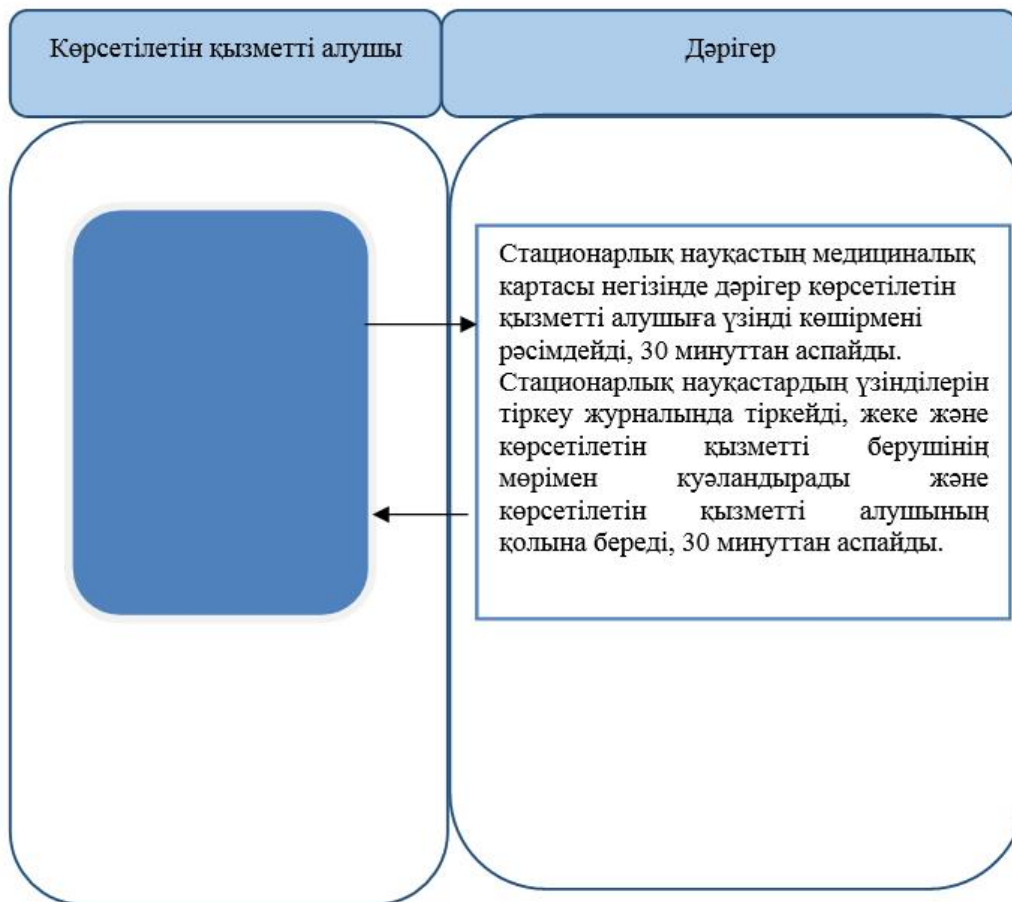 Көрсетілетін қызметті алушы
Дәрігер
Стационарлық науқастың медициналық
картасы негізінде дәрігер көрсетілетін
қызметті алушыға үзінді көшірмені
рәсімдейді, 30 минуттан аспайды.
Стационарлық науқастардың үзінділерін
тіркеу журналында тіркейді, жеке және
көрсетілетін қызметті берушінің
мөрімен куәландырады және
көрсетілетін қызметті алушының
қолына береді, 30 минуттан аспайды.